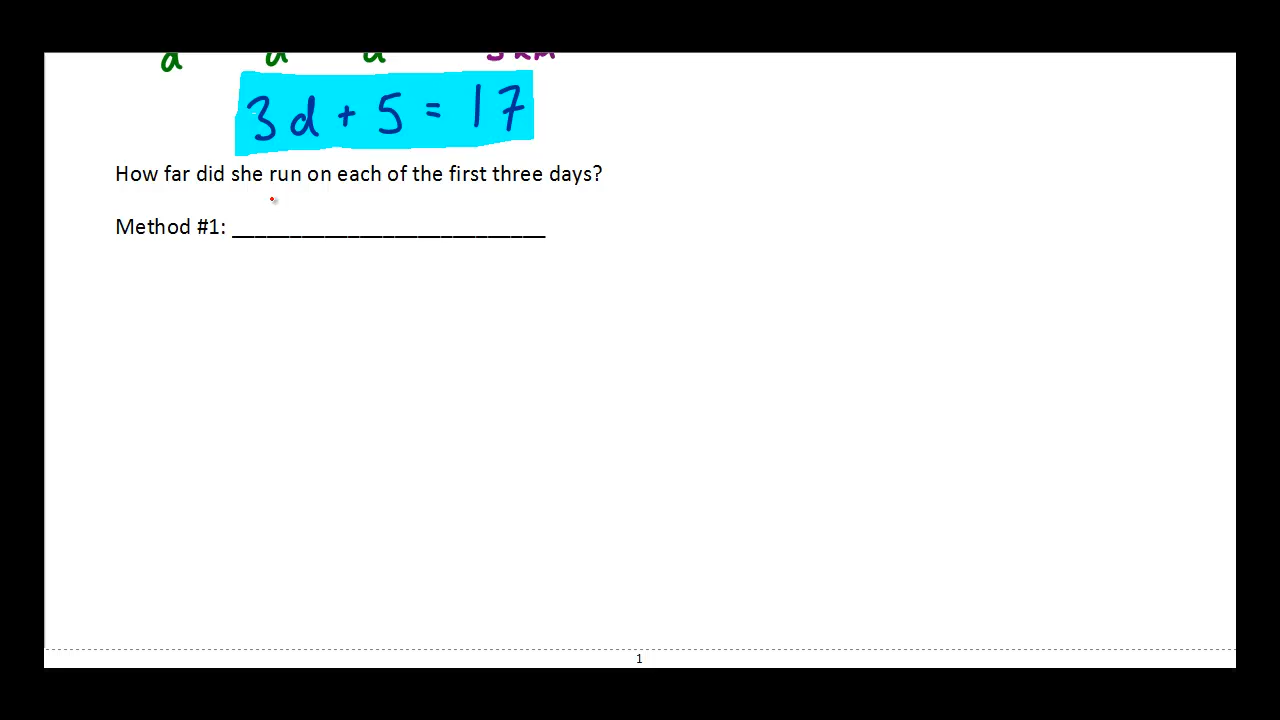 d d d
3d + 5 = 17
How far did she run on each of the first three days?
Method #1: ___________________________
1